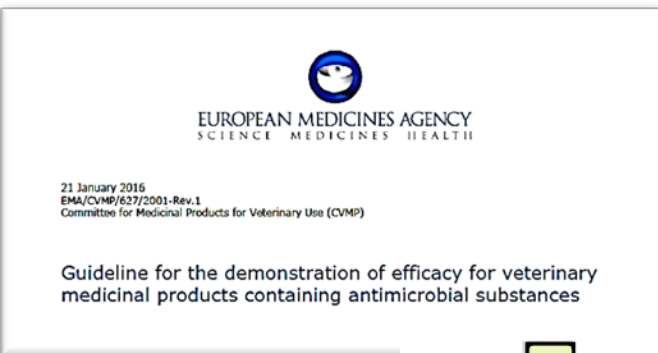 EUROPEAN MEDICINES AGENCY
SCIENCE MEDICINES HEALTH
21 January 2016
EMA/CVMP/627/2001-Rev.1
Committee for Medicinal Products for Veterinary Use (CVMP)
Guideline for the demonstration of efficacy for veterinary
medicinal products containing antimicrobial substances